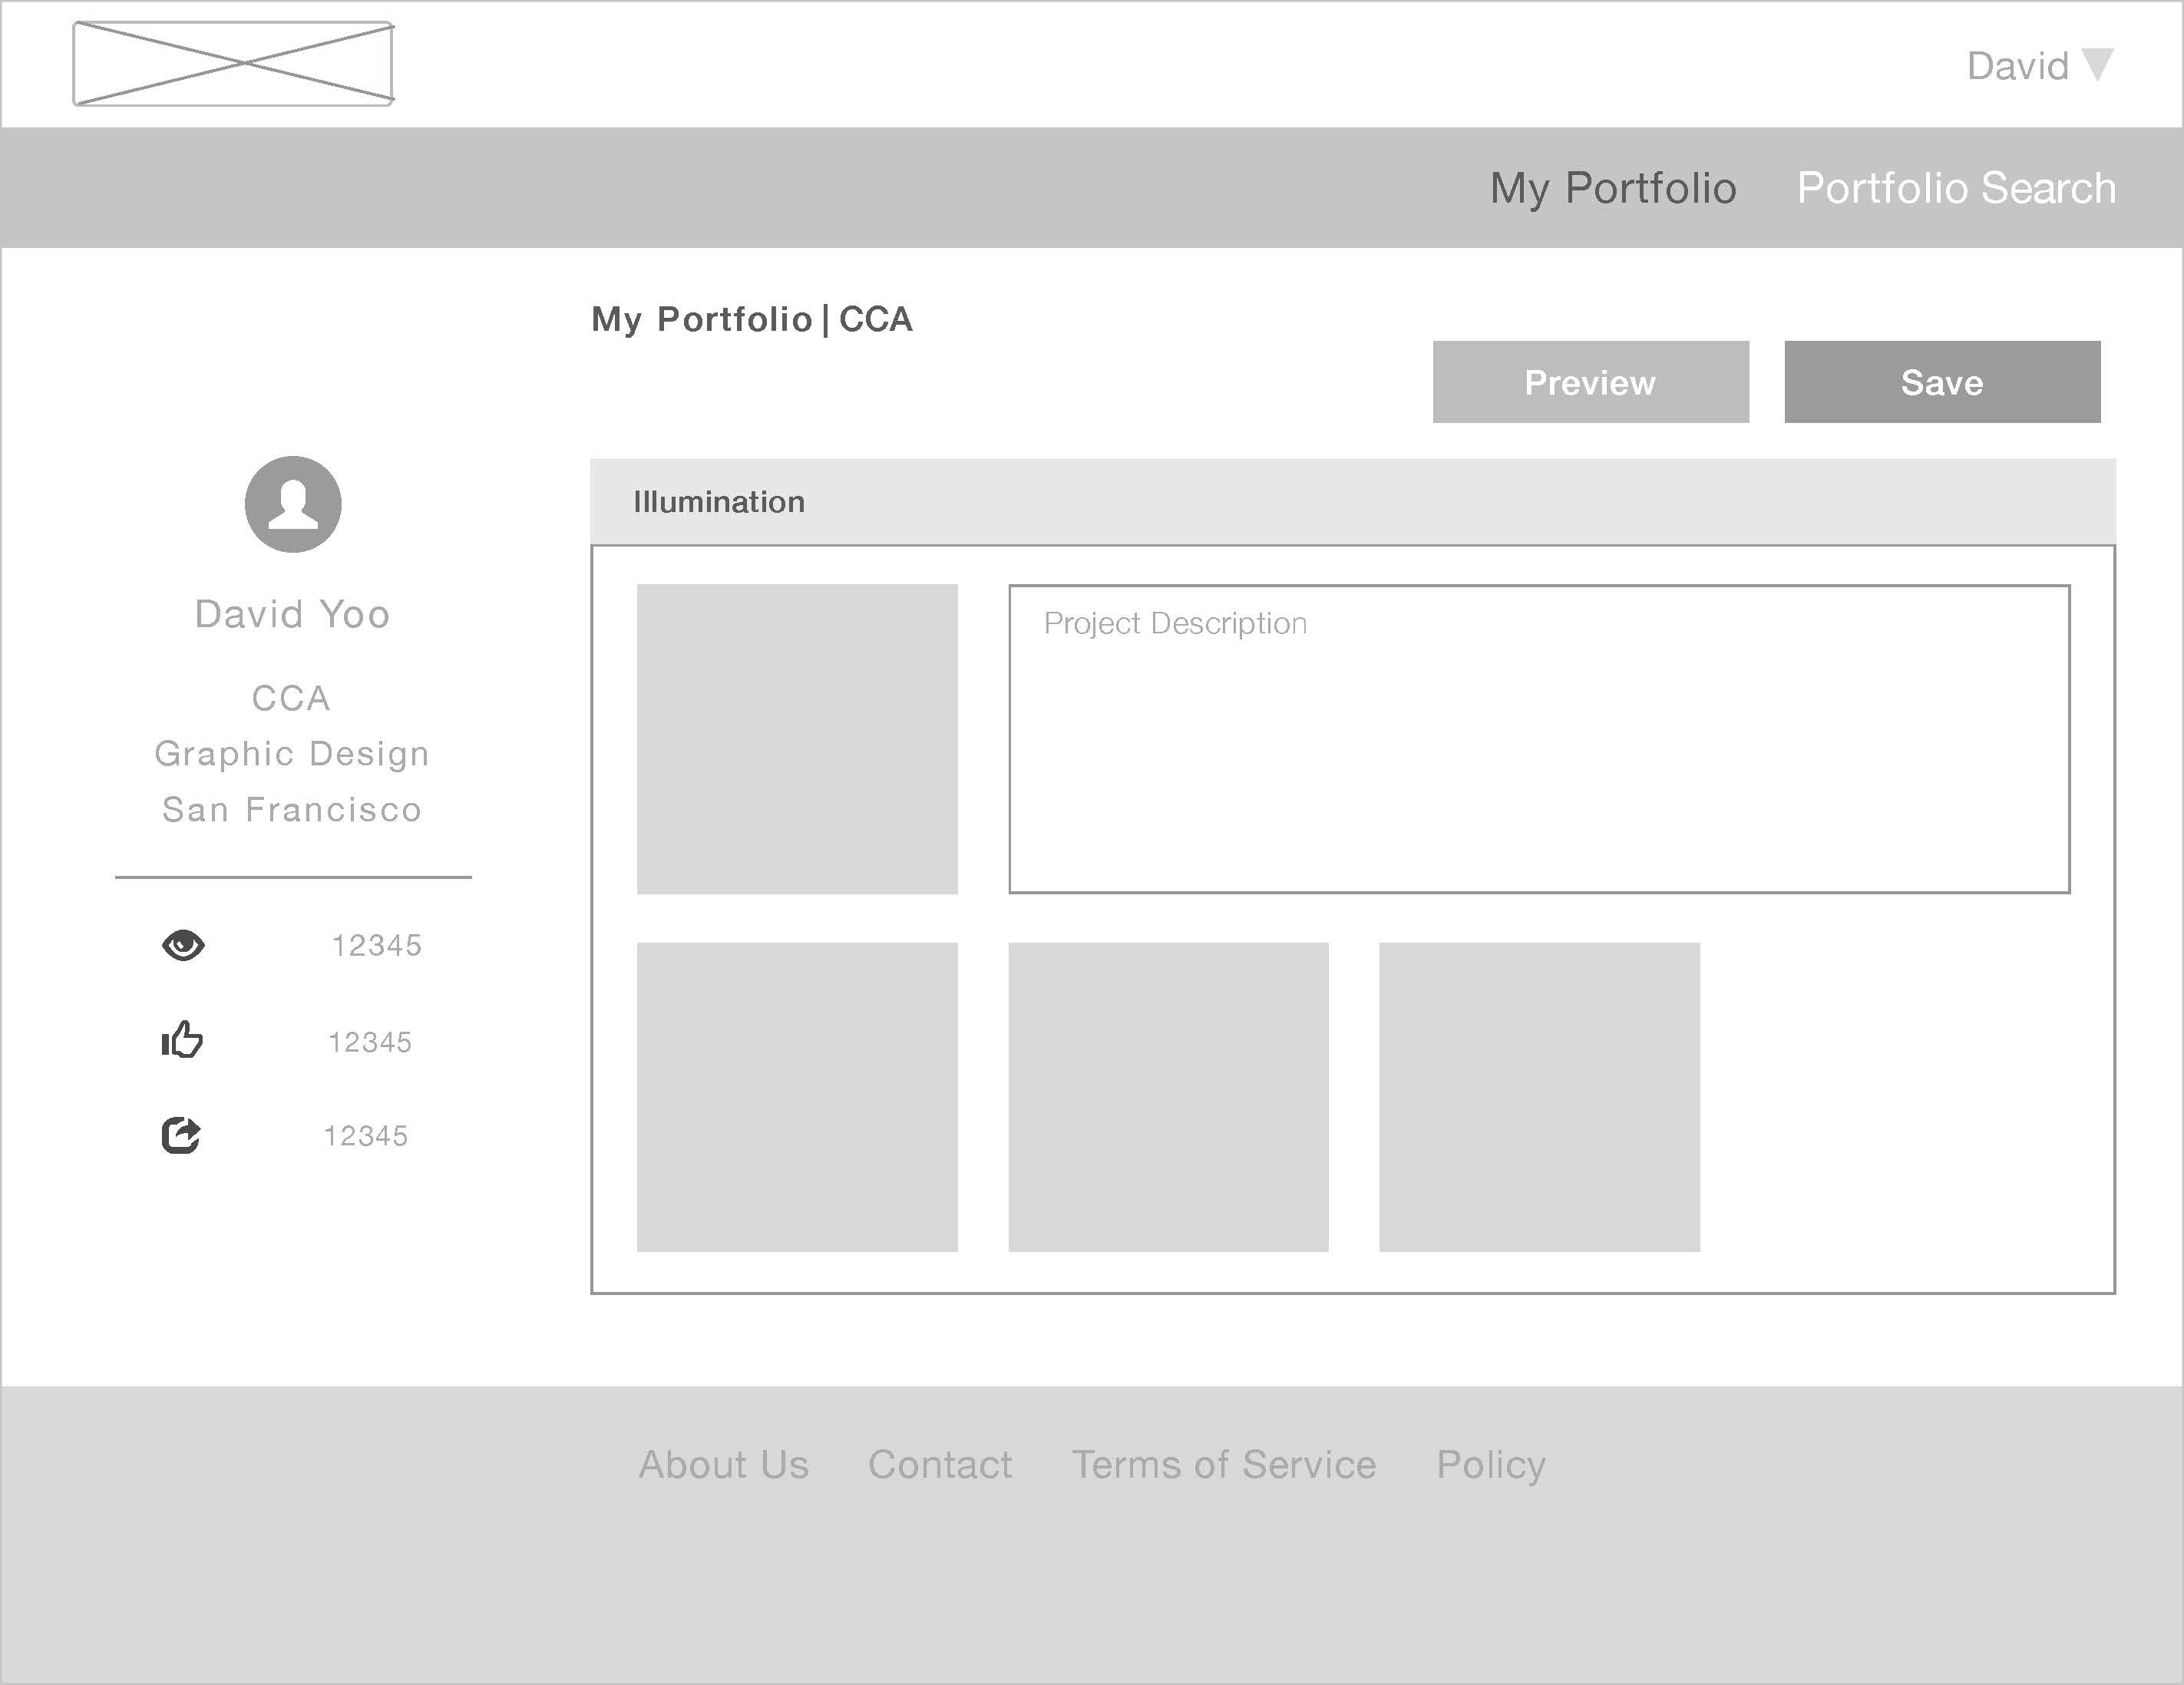 David
My Portfolio Portfolio Search
My Portfolio | CCA
Preview Save
Illumination
Project Description
David Yoo
CCA
Graphic Design
San Francisco
12345
12345
12345
About Us Contact Terms of Service Policy